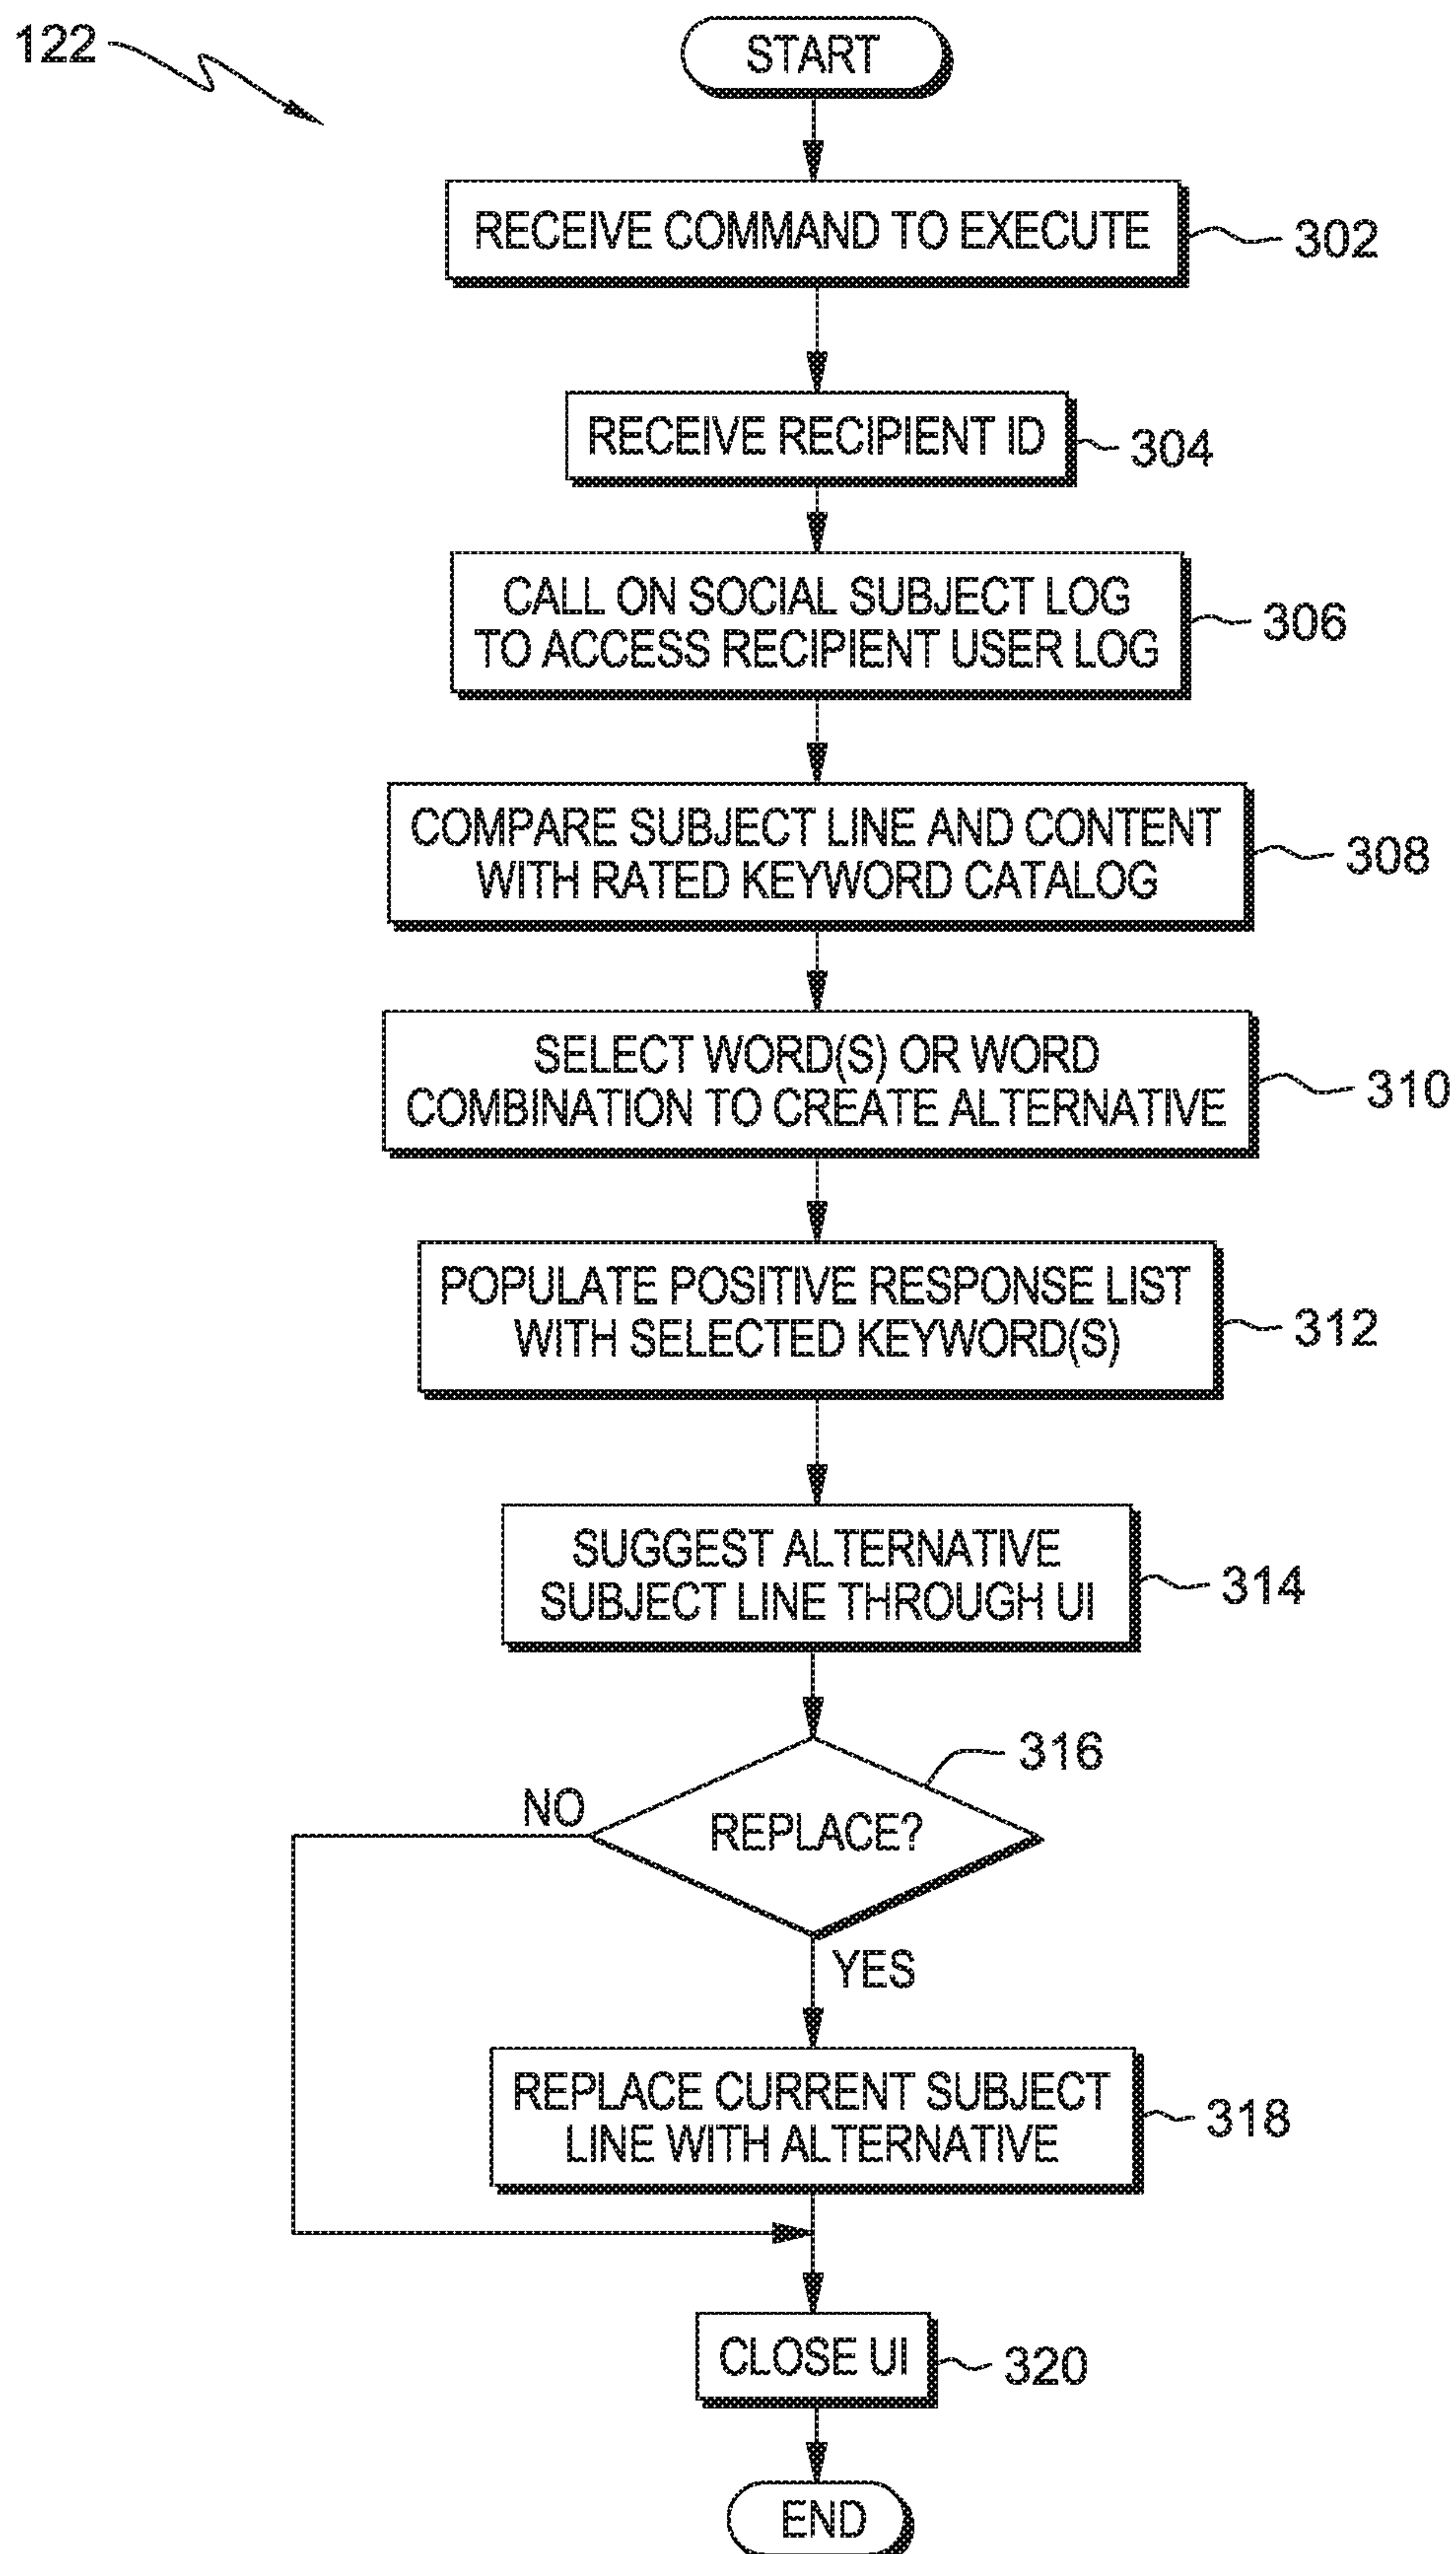 122
START
RECEIVE COMMAND TO EXECUTE
302
RECEIVE RECIPIENT ID
304
CALL ON SOCIAL SUBJECT LOG
TO ACCESS RECIPIENT USER LOG
306
COMPARE SUBJECT LINE AND CONTENT
WITH RATED KEYWORD CATALOG
308
SELECT WORD(S) OR WORD
COMBINATION TO CREATE ALTERNATIVE
310
POPULATE POSITIVE RESPONSE LIST
WITH SELECTED KEYWORD(S)
312
SUGGEST ALTERNATIVE
SUBJECT LINE THROUGH UI
314
316
NO
REPLACE?
YES
REPLACE CURRENT SUBJECT
LINE WITH ALTERNATIVE
318
CLOSE UI
320
END